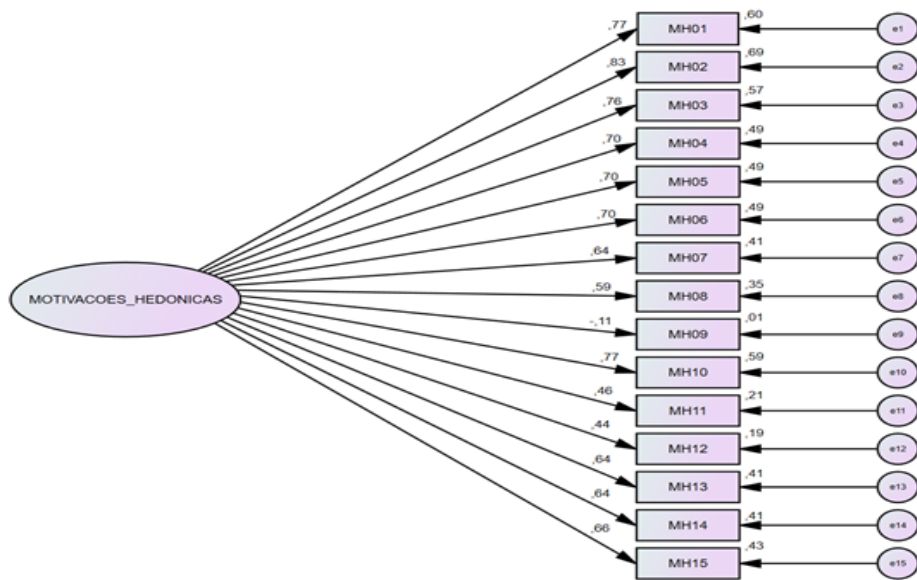 ,77 MH01 ,60 e1
,83 MH02 ,69 e2
,76 MH03 ,57 e3
,70 MH04 ,49 e4
,70 MH05 ,49 e5
,70 MH06 ,49 e6
,64 MH07 ,41 e7
,59 MH08 ,35 e8
MOTIVACOES_HEDONICAS
-,11 MH09 ,01 e9
,77 MH10 ,59 e10
,46 MH11 ,21 e11
,44 MH12 ,19 e12
,64 MH13 ,41 e13
,64 MH14 ,41 e14
,66 MH15 ,43 e15